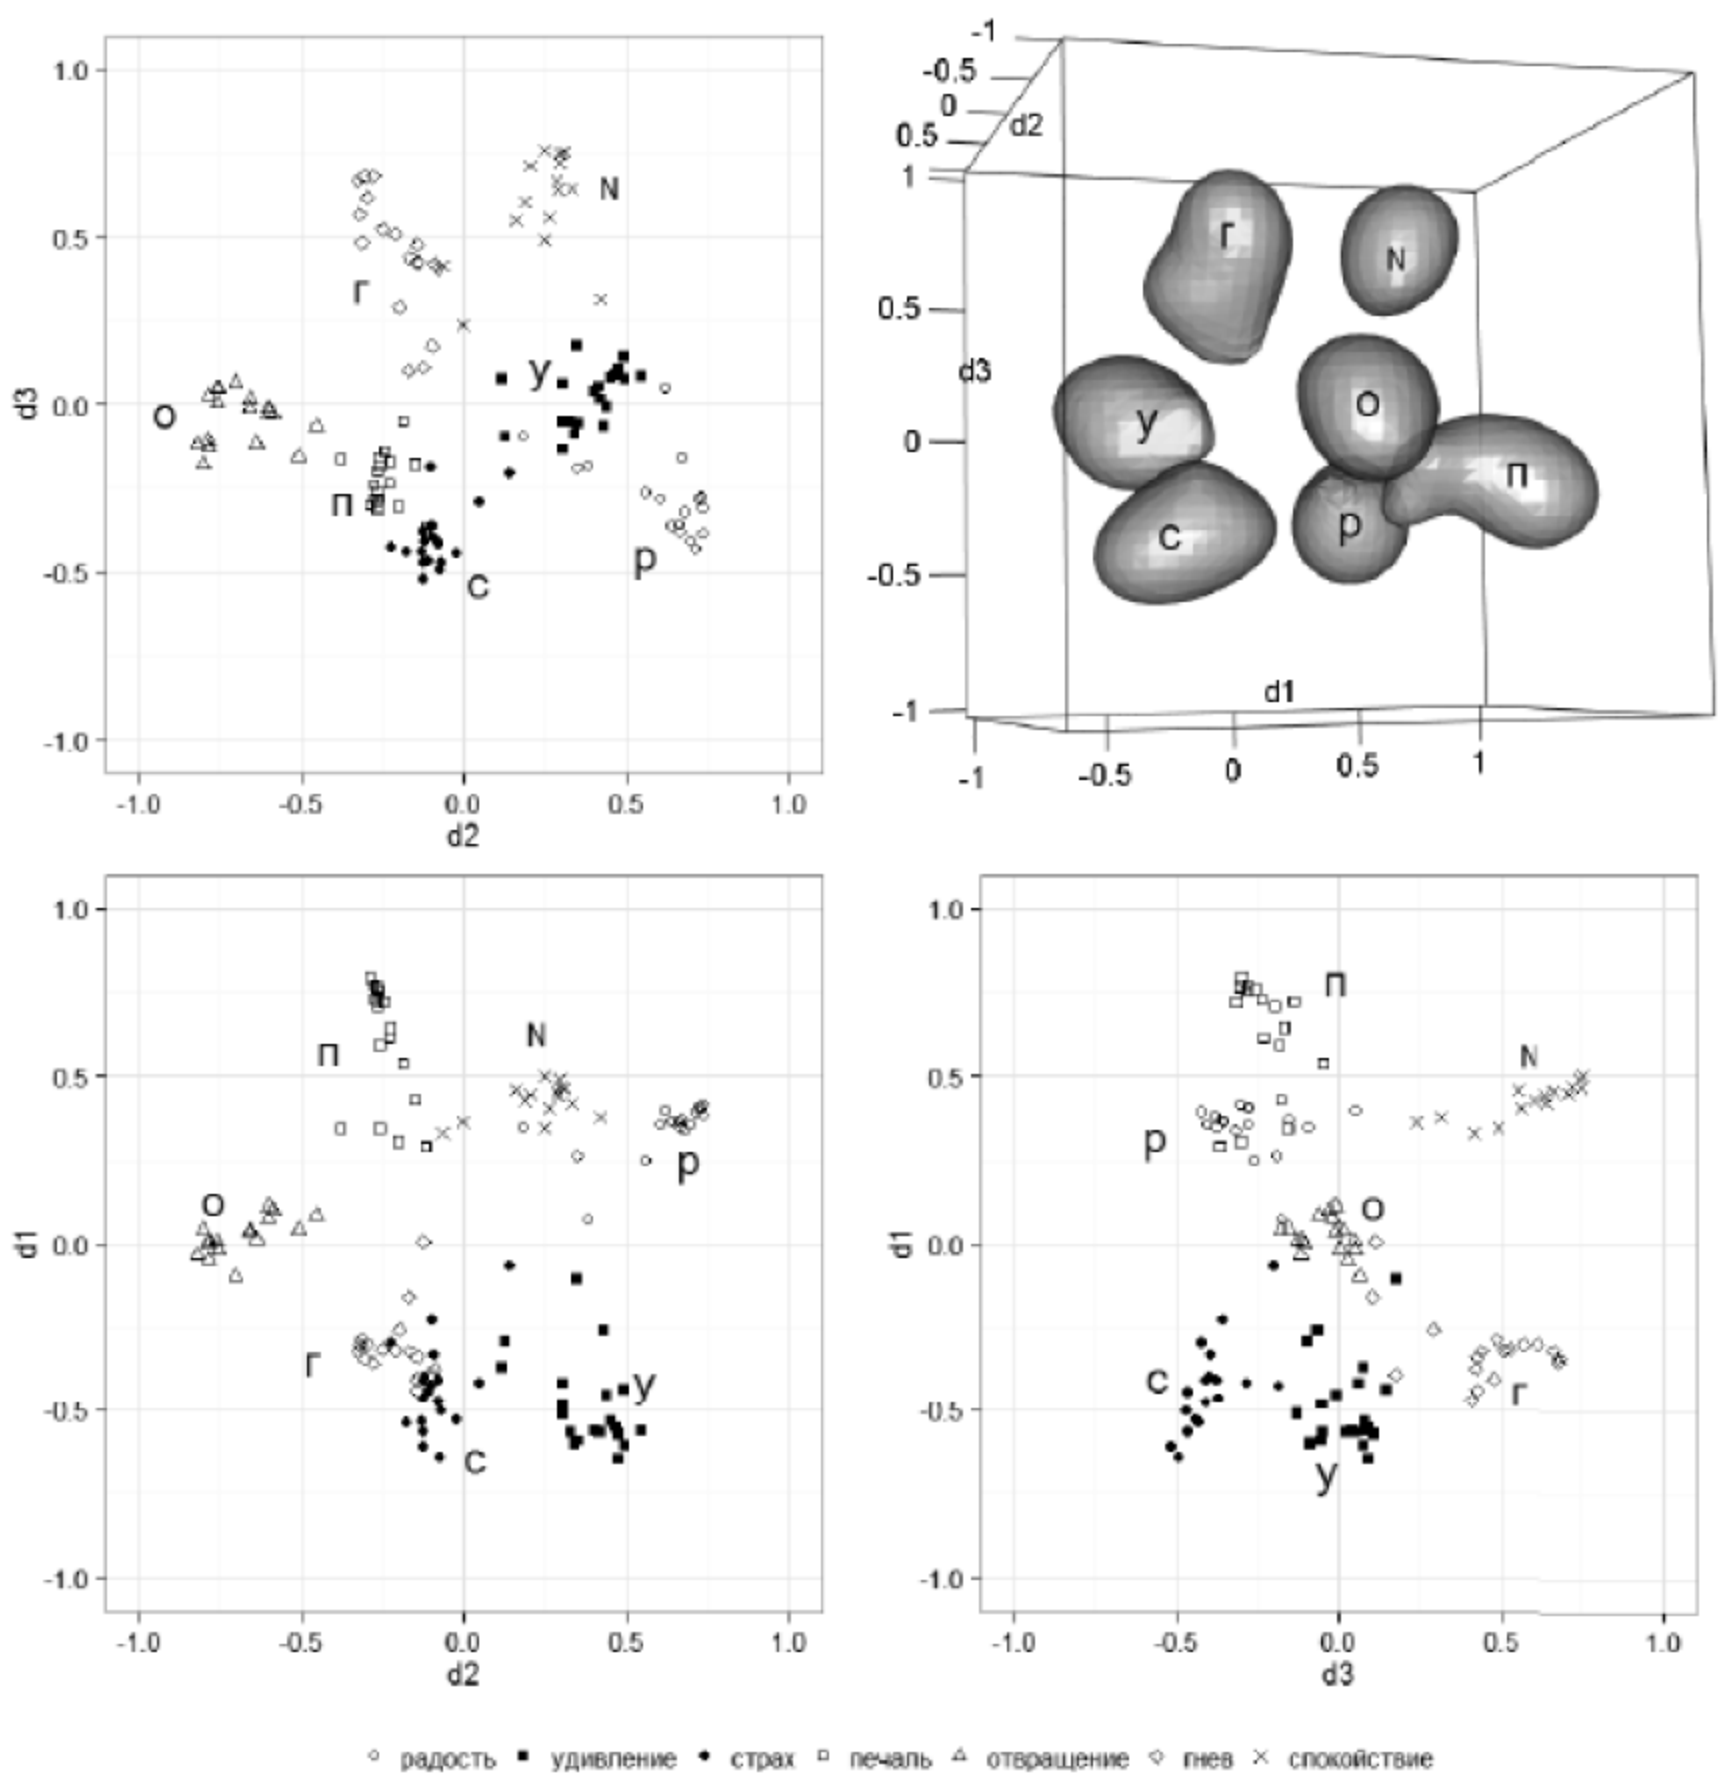 1.0
0.5
0.0
-0.5
-1.0
d3
N
г
у
о
п
с
р
-1.0 -0.5 0.0 0.5 1.0
d2
-1
-0.5
0
0.5
1
d2
0.5
d3
0
-0.5
-1
г
N
у
о
п
с
р
d1
-1 -0.5 0 0.5 1
1.0
0.5
0.0
-0.5
-1.0
d1
N
п
р
о
г
у
с
-1.0 -0.5 0.0 0.5 1.0
d2
1.0
0.5
0.0
-0.5
-1.0
d1
п
N
р
о
с
г
у
-1.0 -0.5 0.0 0.5 1.0
d3
радость удивление страх печаль отвращение гнев спокойствие